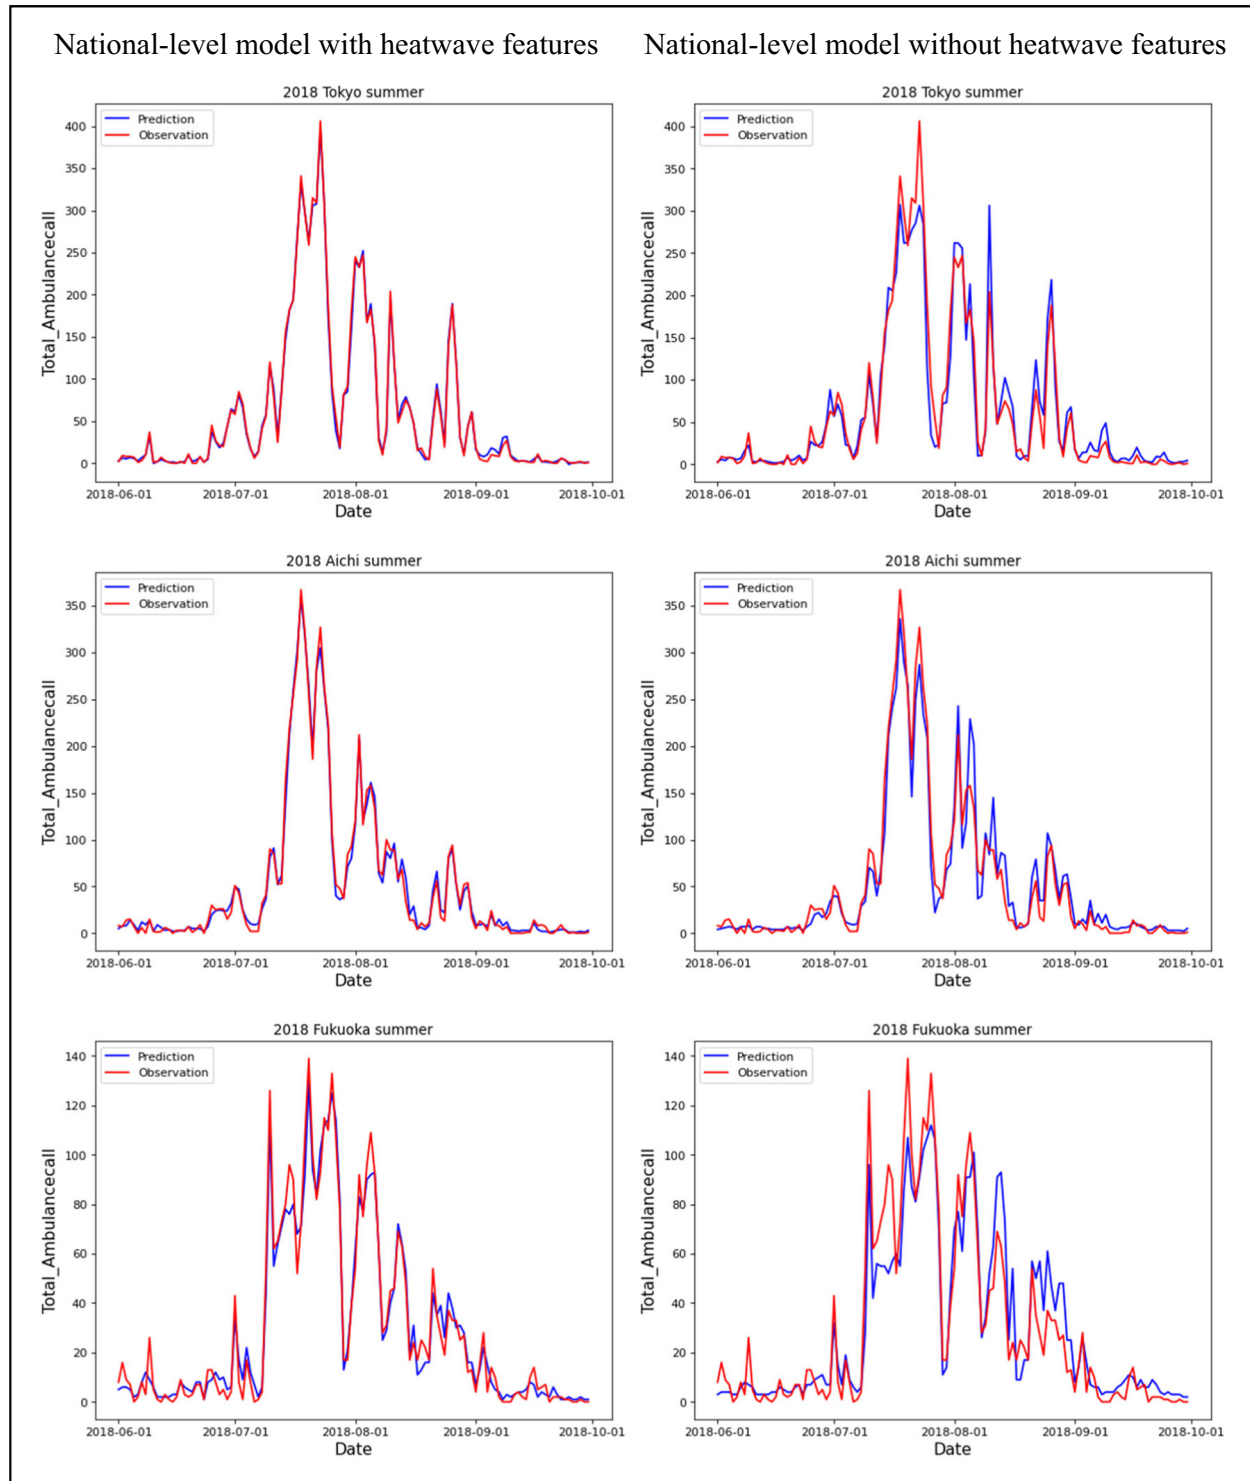 National-level model with heatwave features
National-level model without heatwave features
2018 Tokyo summer
Prediction
Observation
Total_Ambulancecall
400
350
300
250
200
150
100
50
0
2018-06-01 2018-07-01 2018-08-01 2018-09-01 2018-10-01
Date
2018 Tokyo summer
Prediction
Observation
Total_Ambulancecall
400
350
300
250
200
150
100
50
0
2018-06-01 2018-07-01 2018-08-01 2018-09-01 2018-10-01
Date
2018 Aichi summer
Prediction
Observation
Total_Ambulancecall
350
300
250
200
150
100
50
0
2018-06-01 2018-07-01 2018-08-01 2018-09-01 2018-10-01
Date
2018 Aichi summer
Prediction
Observation
Total_Ambulancecall
350
300
250
200
150
100
50
0
2018-06-01 2018-07-01 2018-08-01 2018-09-01 2018-10-01
Date
2018 Fukuoka summer
Prediction
Observation
Total_Ambulancecall
140
120
100
80
60
40
20
0
2018-06-01 2018-07-01 2018-08-01 2018-09-01 2018-10-01
Date
2018 Fukuoka summer
Prediction
Observation
Total_Ambulancecall
140
120
100
80
60
40
20
0
2018-06-01 2018-07-01 2018-08-01 2018-09-01 2018-10-01
Date